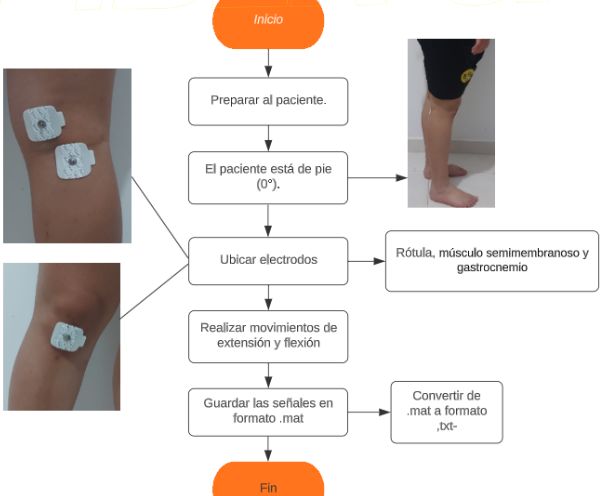 Inicio
Preparar al paciente.
El paciente está de pie
(0°).
Ubicar electrodos
Rótula, músculo semimembranoso y
gastrocnemio
Realizar movimientos de
extensión y flexión
Guardar las señales en
formato .mat
Convertir de
.mat a formato
,txt-
Fin